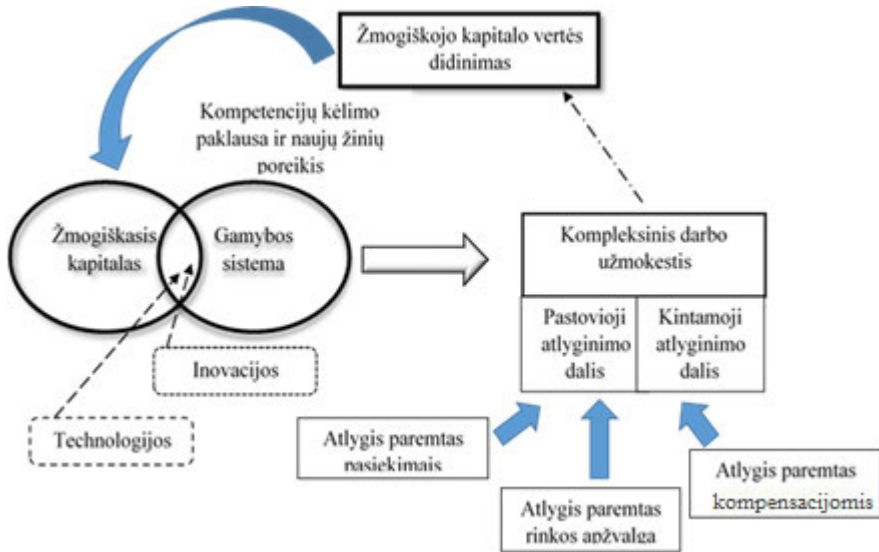 Žmogiškojo kapitalo vertės
didinimas
Kompetencijų kėlimo
paklausa ir naujų žinių
poreikis
Žmogiškasis
kapitalas
Gamybos
sistema
Kompleksinis darbo
užmokestis
Pastovioji
atlyginimo
dalis
Kintamoji
atlyginimo
dalis
Inovacijos
Technologijos
Atlygis paremtas
pasiekimais
Atlygis paremtas
rinkos apžvalga
Atlygis paremtas
kompensacijomis